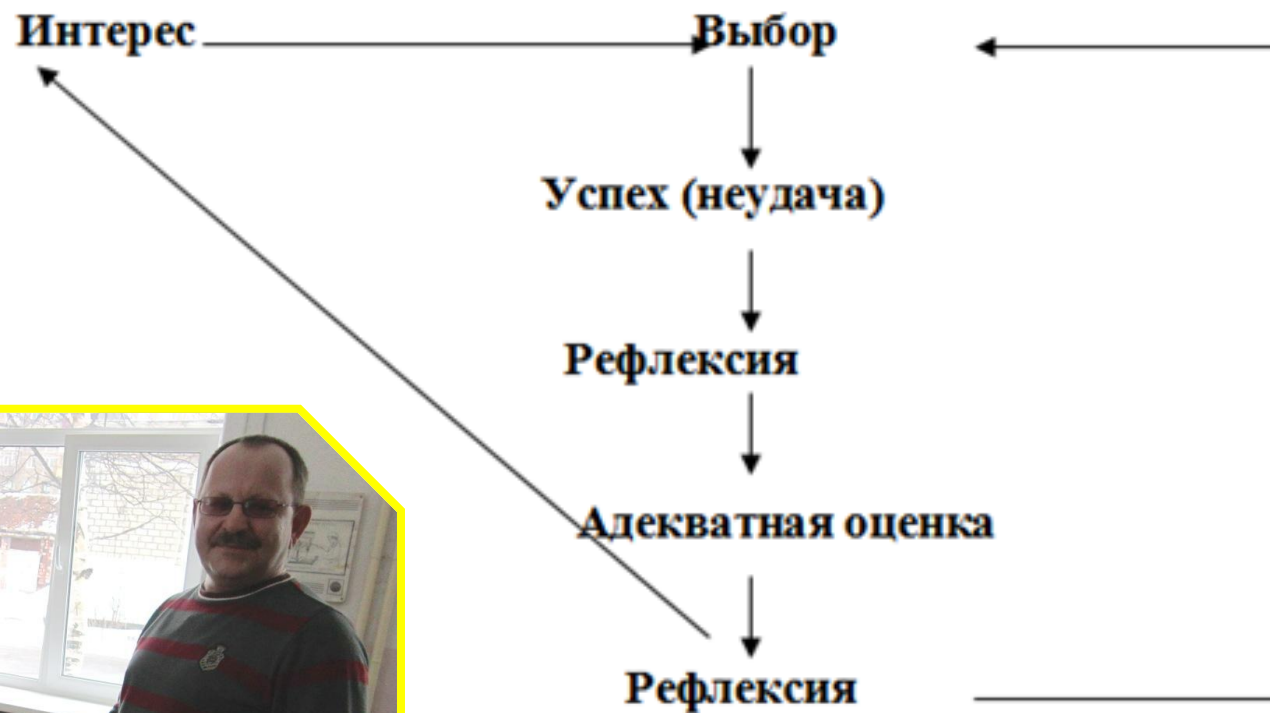 Интерес Выбор
Успех (неудача)
Рефлексия
Адекватная оценка
Рефлексия